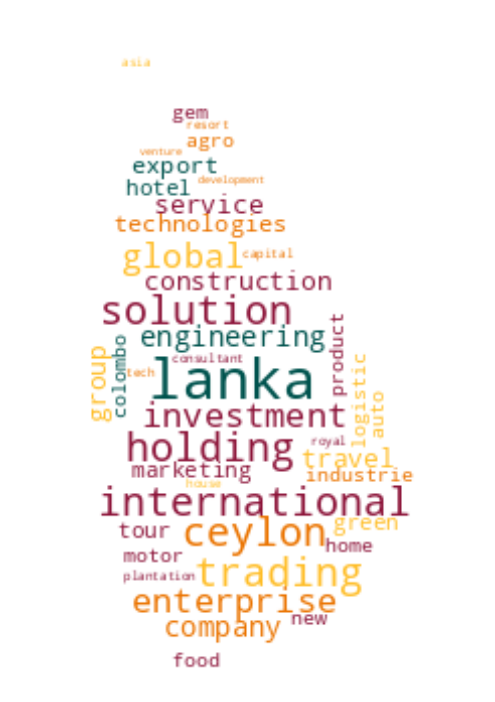 asia
gem
resort
agro
venture
export
development
hotel
service
technologies
global
capital
construction
solution
product
engineering
colombo
group
consultant
tech
lanka
logistic
auto
investment
holding
royal
travel
marketing
industrie
house
international
tour
ceylon
green
home
motor
plantation
trading
enterprise
new
company
food